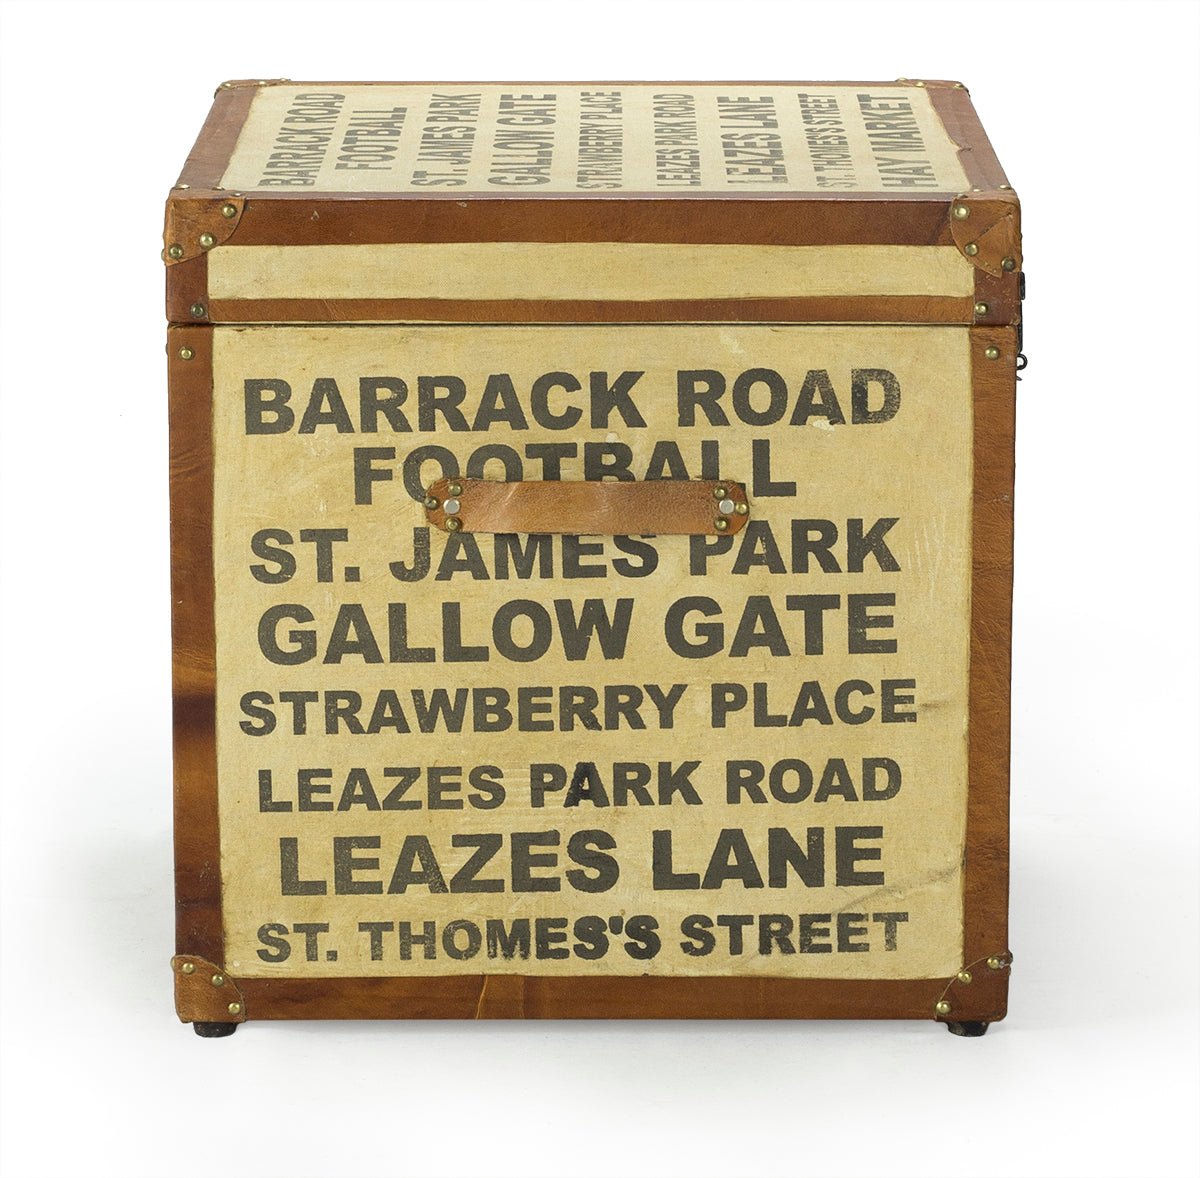 BARRACK ROAD
FOOTBALL
ST. JAMES PARK
GALLOW GATE
STRAWBERRY PLACE
LEAZES PARK ROAD
LEAZES LANE
ST. THOMES'S STREET
HAY MARKET
BARRACK ROAD
FOOTBALL
ST. JAMES PARK
GALLOW GATE
STRAWBERRY PLACE
LEAZES PARK ROAD
LEAZES LANE
ST. THOMES'S STREET